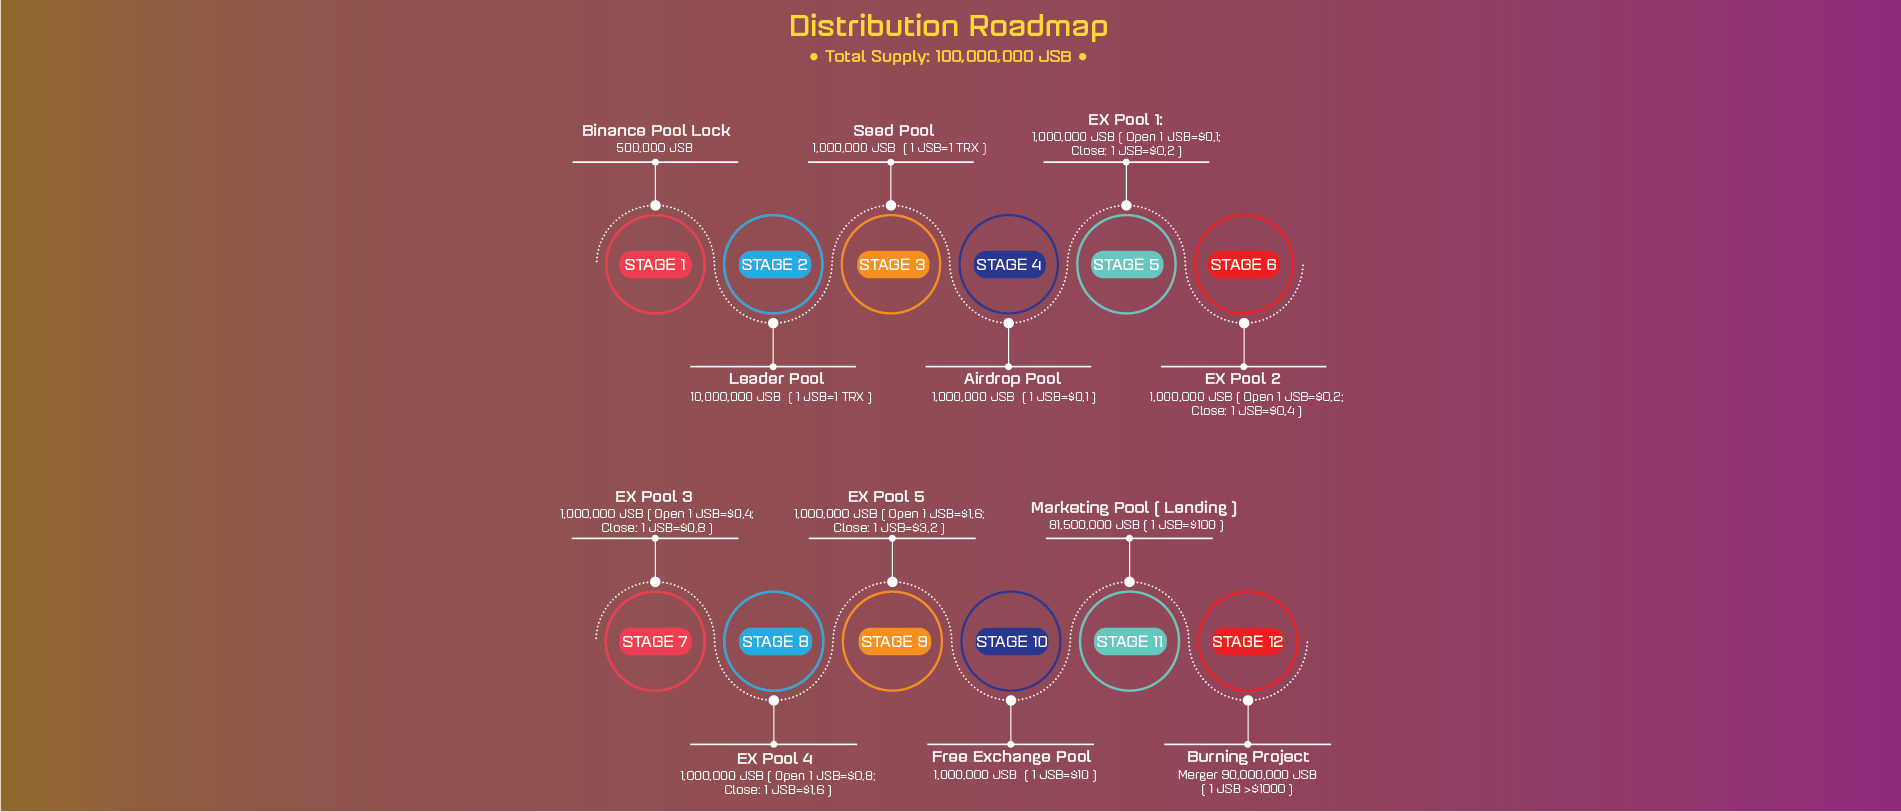 Distribution Roadmap
• Total Supply: 100,000,000 JSB •
Binance Pool Lock
500,000 JSB
Seed Pool
1,000,000 JSB ( 1 JSB=1 TRX )
EX Pool 1:
1,000,000 JSB ( Open 1 JSB=$0,1;
Close: 1 JSB=$0,2 )
STAGE 1
STAGE 2
STAGE 3
STAGE 4
STAGE 5
STAGE 6
Leader Pool
10,000,000 JSB ( 1 JSB=1 TRX )
Airdrop Pool
1,000,000 JSB ( 1 JSB=$0,1 )
EX Pool 2
1,000,000 JSB ( Open 1 JSB=$0,2;
Close: 1 JSB=$0,4 )
EX Pool 3
1,000,000 JSB ( Open 1 JSB=$0,4;
Close: 1 JSB=$0,8 )
EX Pool 5
1,000,000 JSB ( Open 1 JSB=$1,6;
Close: 1 JSB=$3,2 )
Marketing Pool ( Lending )
81,500,000 JSB ( 1 JSB=$100 )
STAGE 7
STAGE 8
STAGE 9
STAGE 10
STAGE 11
STAGE 12
EX Pool 4
1,000,000 JSB ( Open 1 JSB=$0,8;
Close: 1 JSB=$1,6 )
Free Exchange Pool
1,000,000 JSB ( 1 JSB=$10 )
Burning Project
Merger 90,000,000 JSB
( 1 JSB >$1000 )